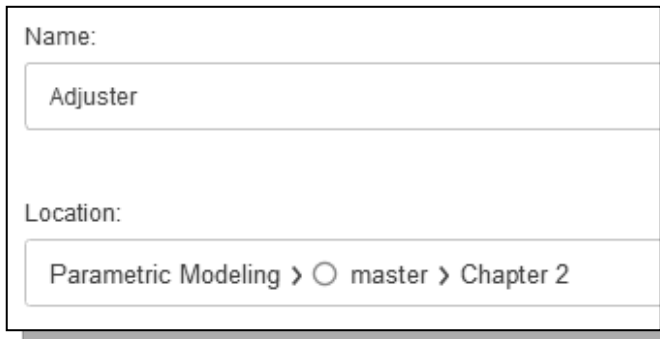 Name:
Adjuster
Location:
Parametric Modeling > master > Chapter 2